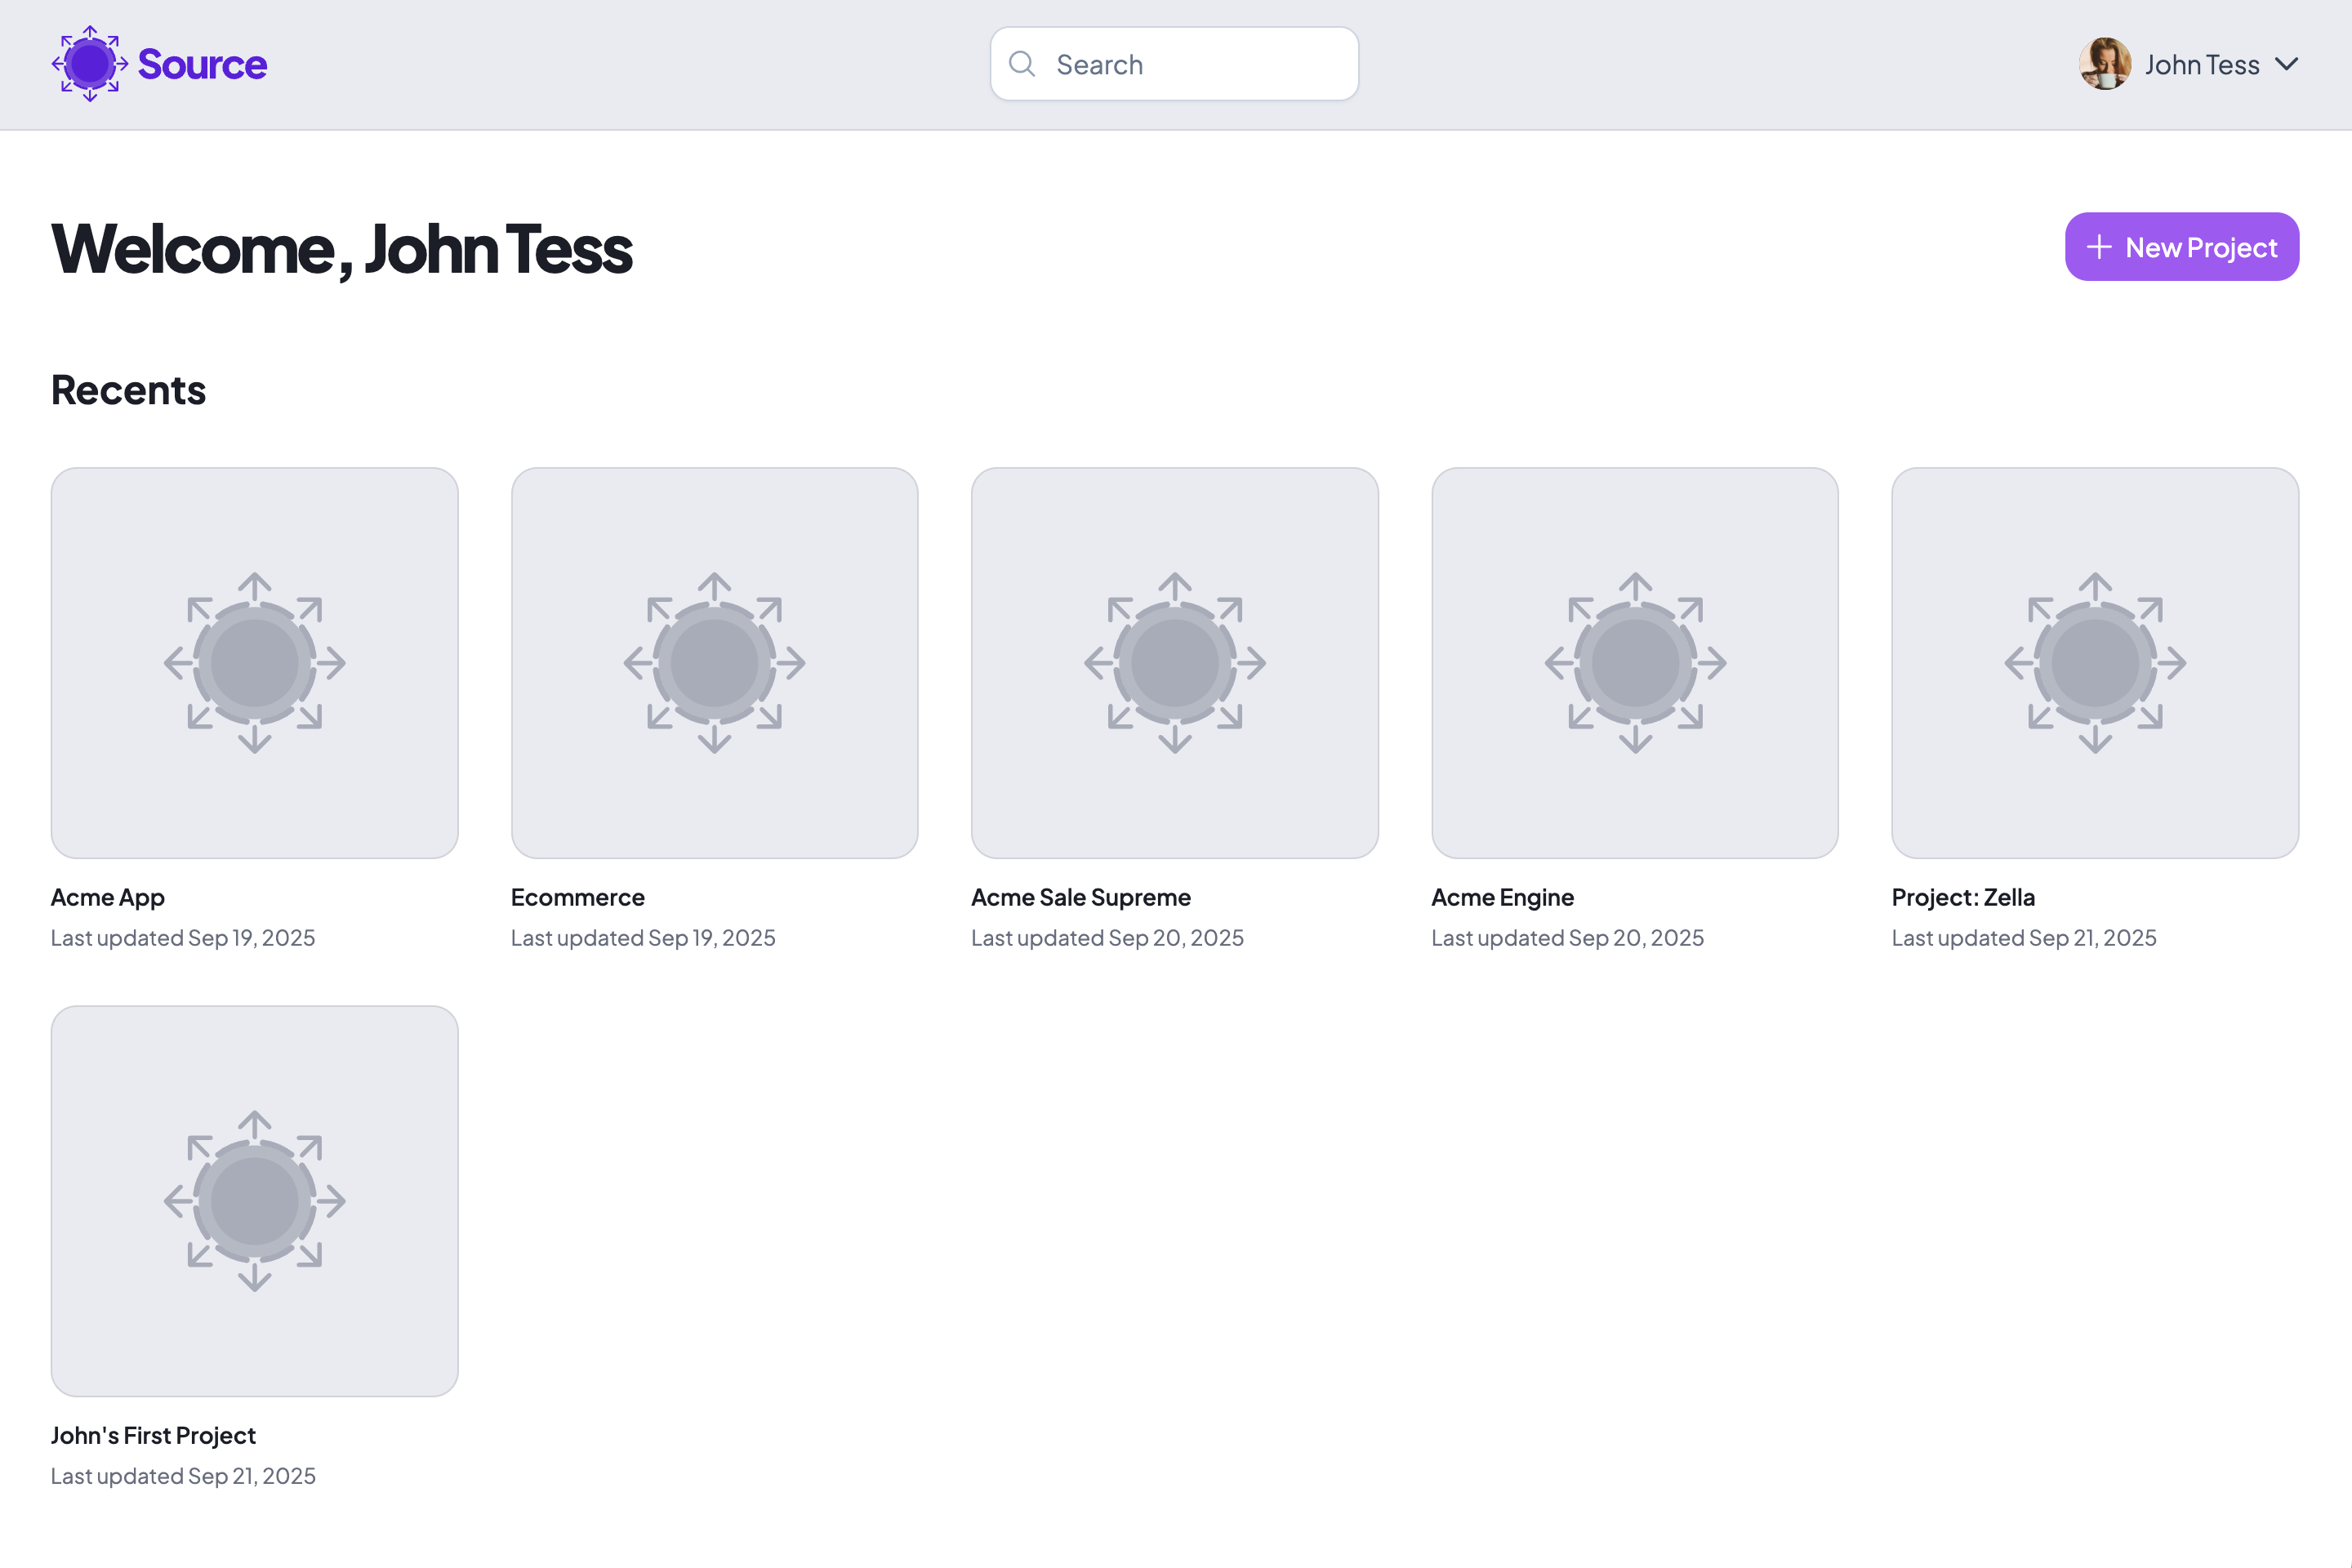 Source
Search
John Tess
Welcome, John Tess
New Project
Recents
Acme App
Last updated Sep 19, 2025
Ecommerce
Last updated Sep 19, 2025
Acme Sale Supreme
Last updated Sep 20, 2025
Acme Engine
Last updated Sep 20, 2025
Project: Zella
Last updated Sep 21, 2025
John's First Project
Last updated Sep 21, 2025